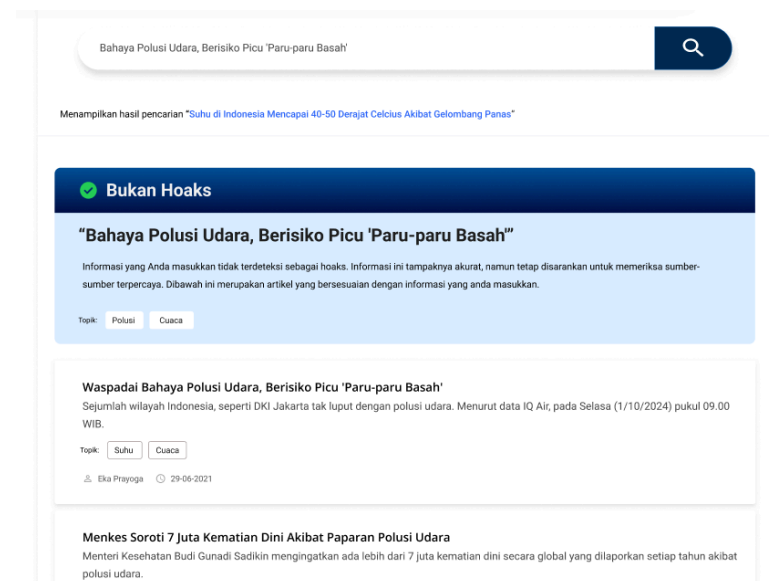 Bahaya Polusi Udara, Berisiko Picu 'Paru-paru Basah'
Menampilkan hasil pencarian "Suhu di Indonesia Mencapai 40-50 Derajat Celcius Akibat Gelombang Panas"
Bukan Hoaks
“Bahaya Polusi Udara, Berisiko Picu 'Paru-paru Basah'”
Informasi yang Anda masukkan tidak terdeteksi sebagai hoaks. Informasi ini tampaknya akurat, namun tetap disarankan untuk memeriksa sumber-
sumber terpercaya. Dibawah ini merupakan artikel yang bersesuaian dengan informasi yang anda masukkan.
Topik: Polusi Cuaca
Waspadai Bahaya Polusi Udara, Berisiko Picu 'Paru-paru Basah'
Sejumlah wilayah Indonesia, seperti DKI Jakarta tak luput dengan polusi udara. Menurut data IQ Air, pada Selasa (1/10/2024) pukul 09.00
WIB.
Topik: Suhu Cuaca
Eka Prayoga 29-06-2021
Menkes Soroti 7 Juta Kematian Dini Akibat Paparan Polusi Udara
Menteri Kesehatan Budi Gunadi Sadikin mengingatkan ada lebih dari 7 juta kematian dini secara global yang dilaporkan setiap tahun akibat
polusi udara.